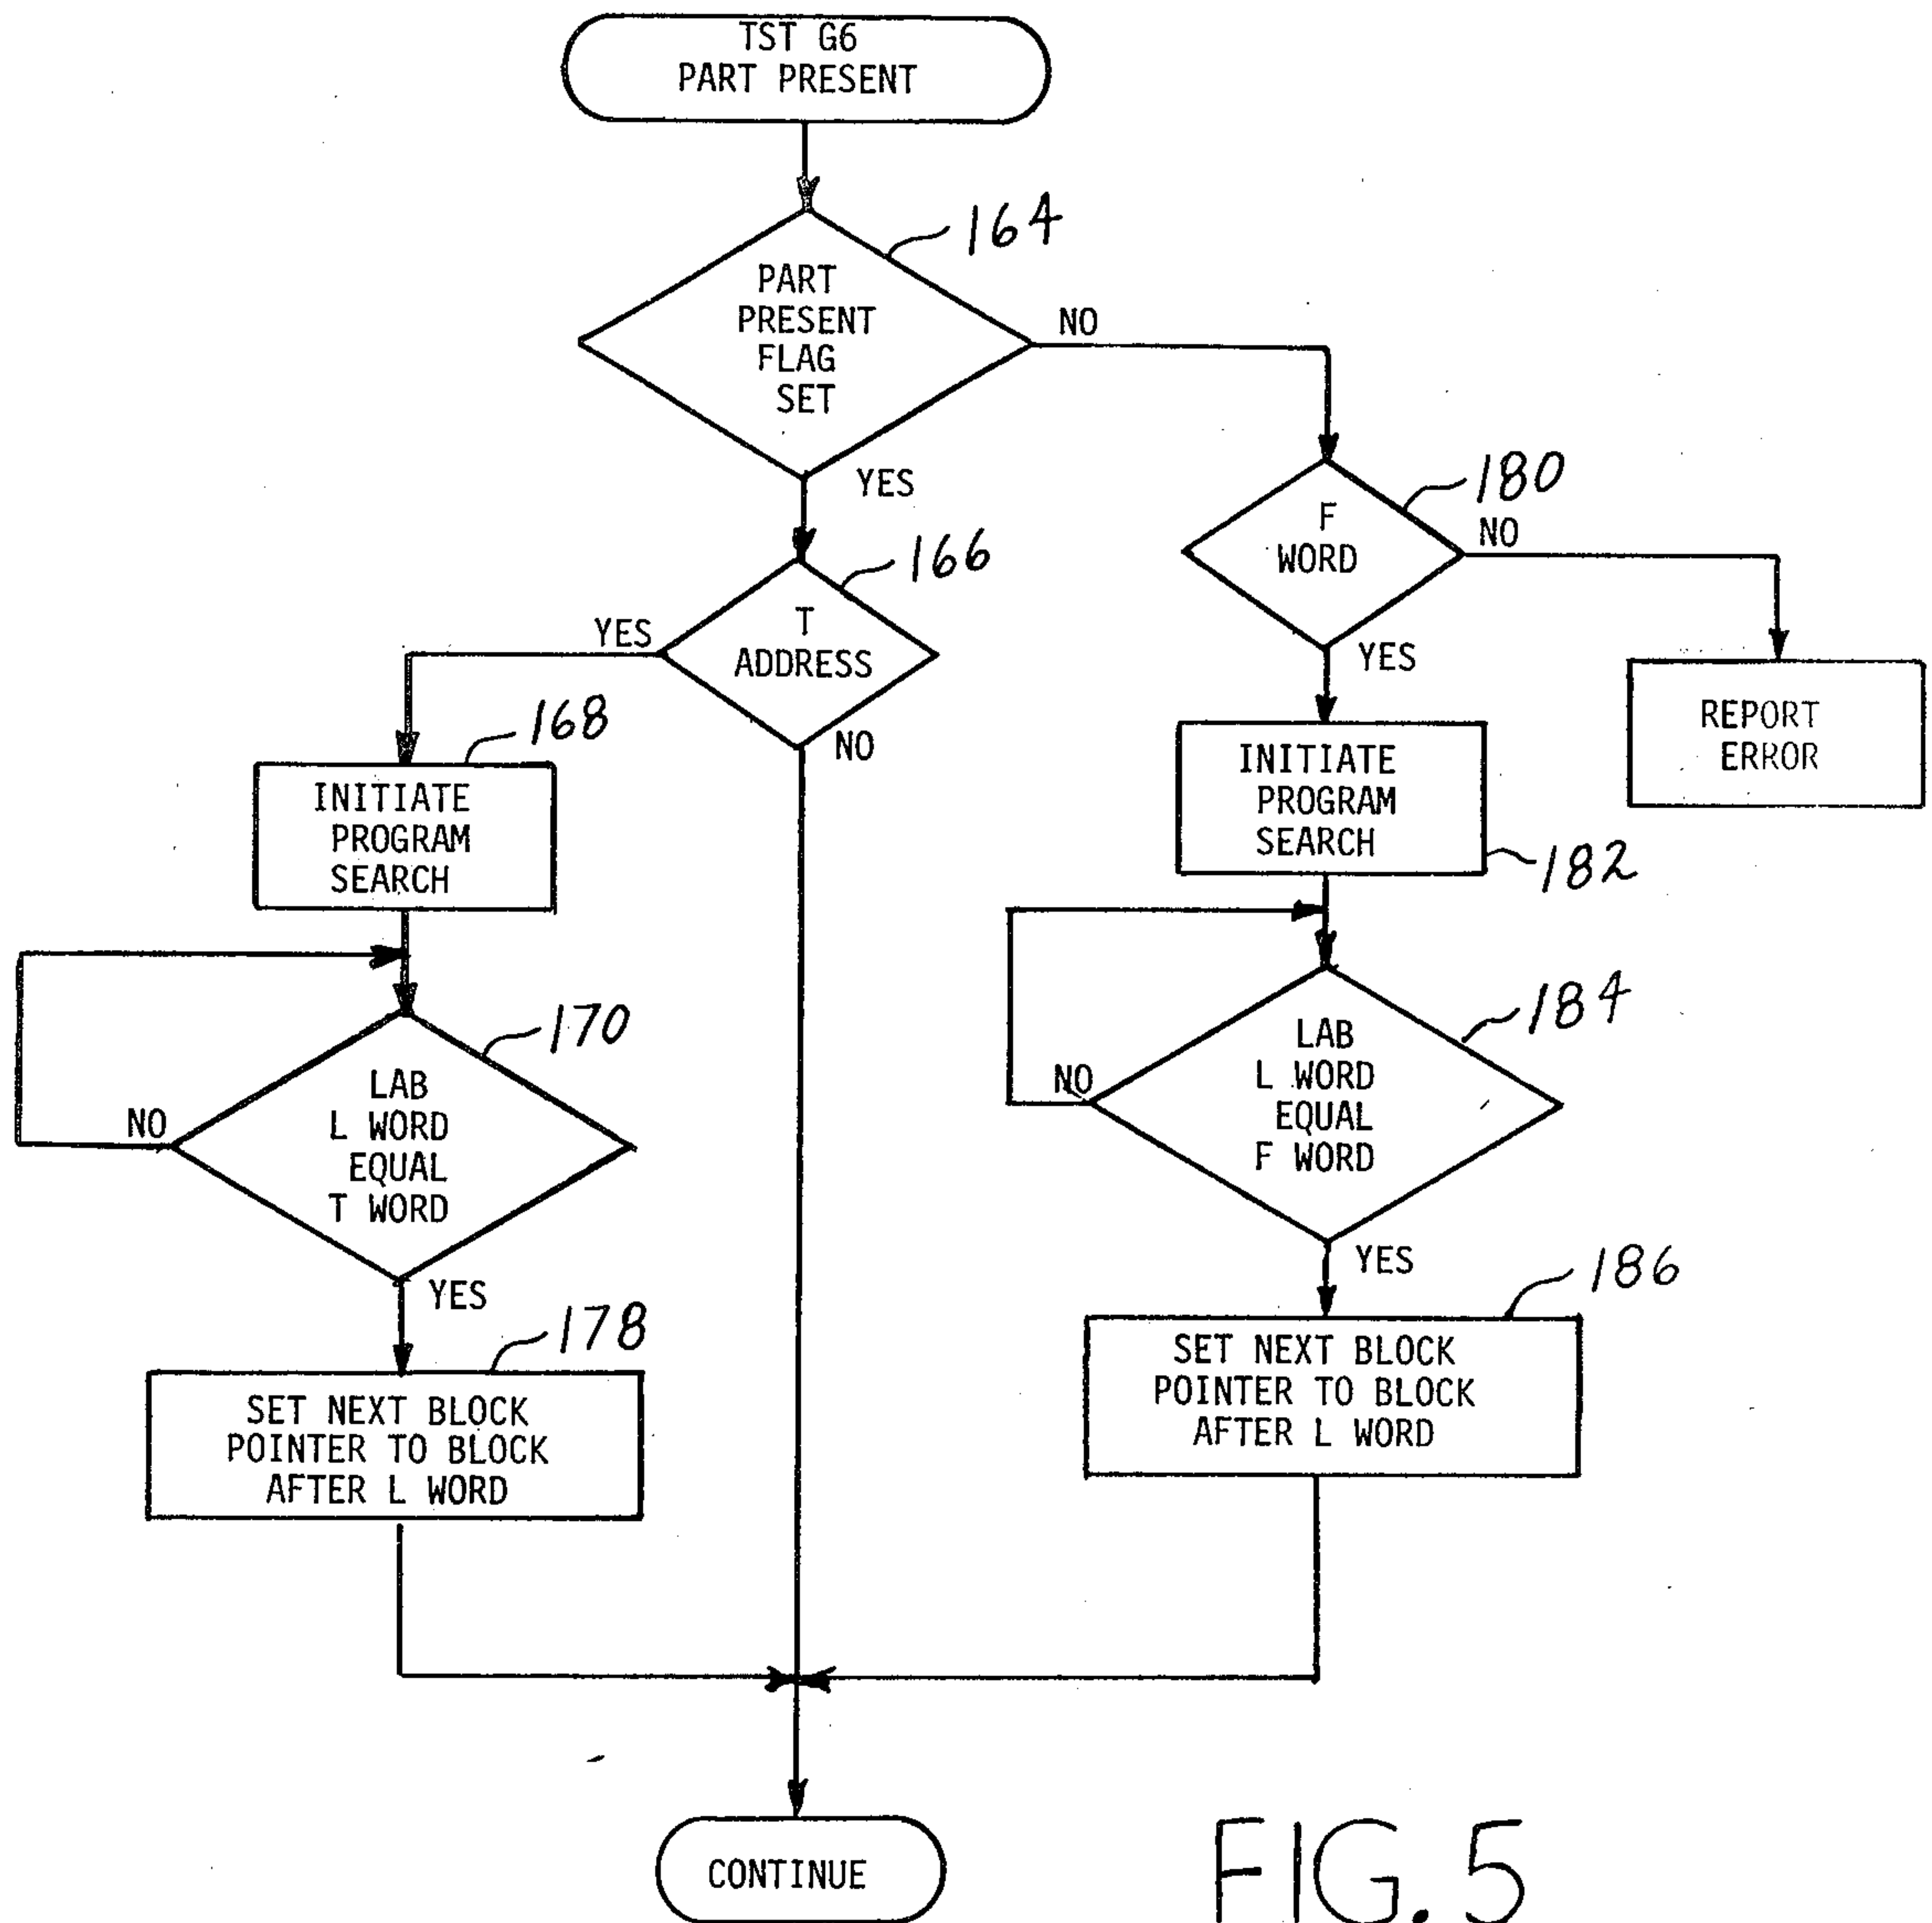 TST G6
PART PRESENT
164
PART
PRESENT
FLAG
SET
NO
YES
180
F
WORD
NO
YES
166
T
ADDRESS
YES
NO
REPORT
ERROR
168
INITIATE
PROGRAM
SEARCH
INITIATE
PROGRAM
SEARCH
182
170
LAB
L WORD
EQUAL
T WORD
NO
YES
184
LAB
L WORD
EQUAL
F WORD
NO
YES
178
SET NEXT BLOCK
POINTER TO BLOCK
AFTER L WORD
186
SET NEXT BLOCK
POINTER TO BLOCK
AFTER L WORD
CONTINUE
FIG. 5